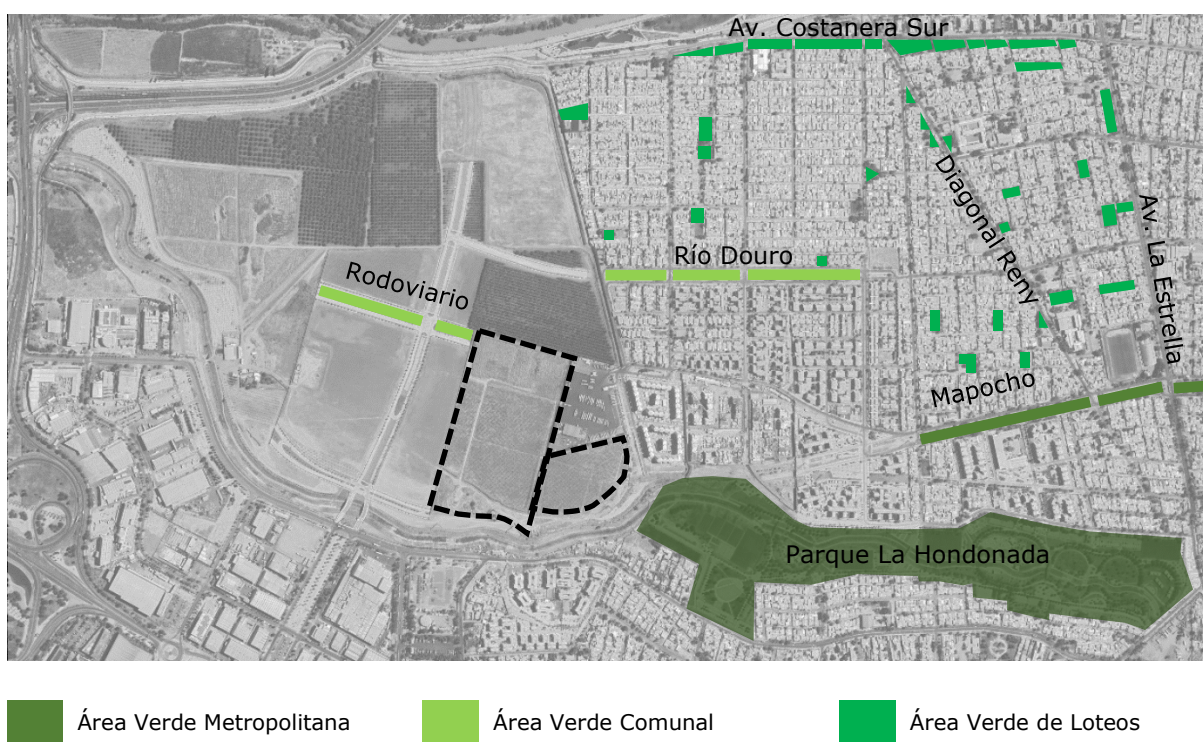 Av. Costanera Sur
Diagonal Reny
Av. La Estrella
Río Douro
Rodoviario
Mapocho
Parque La Hondonada
Área Verde Metropolitana
Área Verde Comunal
Área Verde de Loteos